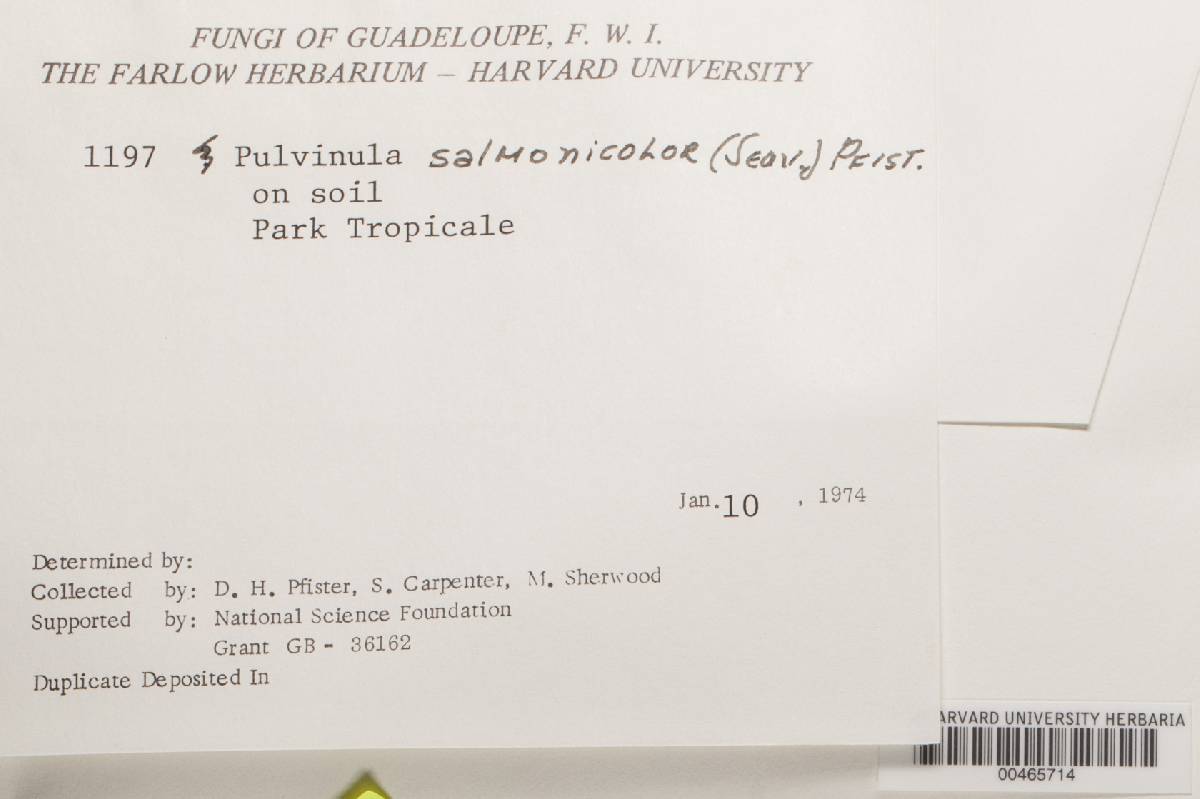 FUNGI OF GUADELOUPE, F. W. I.
THE FARLOW HERBARIUM – HARVARD UNIVERSITY
1197 Pulvinula salmonicolor (Seav.) Pfist.
on soil
Park Tropicale
Jan. 10 , 1974
Determined by:
Collected by: D. H. Pfister, S. Carpenter, M. Sherwood
Supported by: National Science Foundation
Grant GB - 36162
Duplicate Deposited In
ARVARD UNIVERSITY HERBARIA
00465714